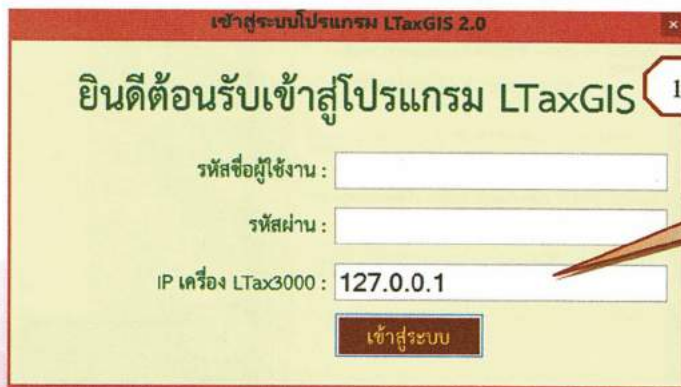 เข้าสู่ระบบโปรแกรม LTaxGIS 2.0
×
ยินดีต้อนรับเข้าสู่โปรแกรม LTaxGIS
1
รหัสชื่อผู้ใช้งาน :
รหัสผ่าน :
IP เครื่อง LTax3000 : 127.0.0.1
เข้าสู่ระบบ